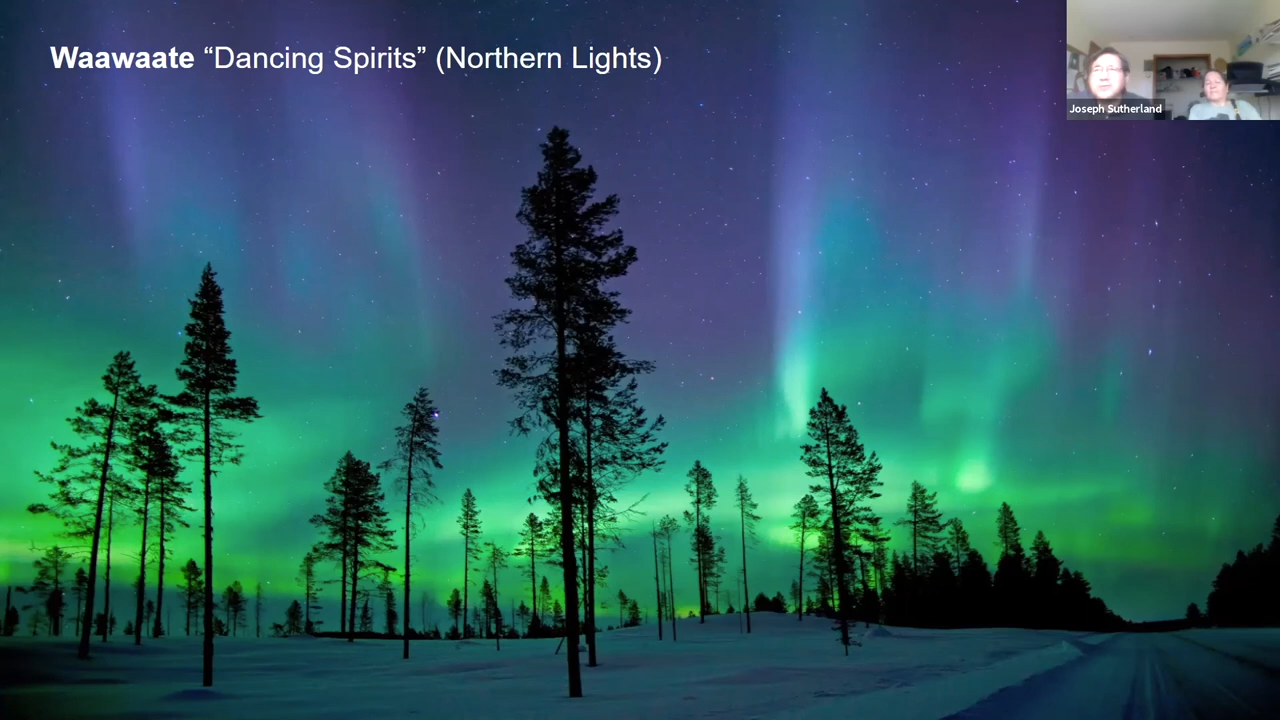 Waawaate “Dancing Spirits” (Northern Lights)
Joseph Sutherland